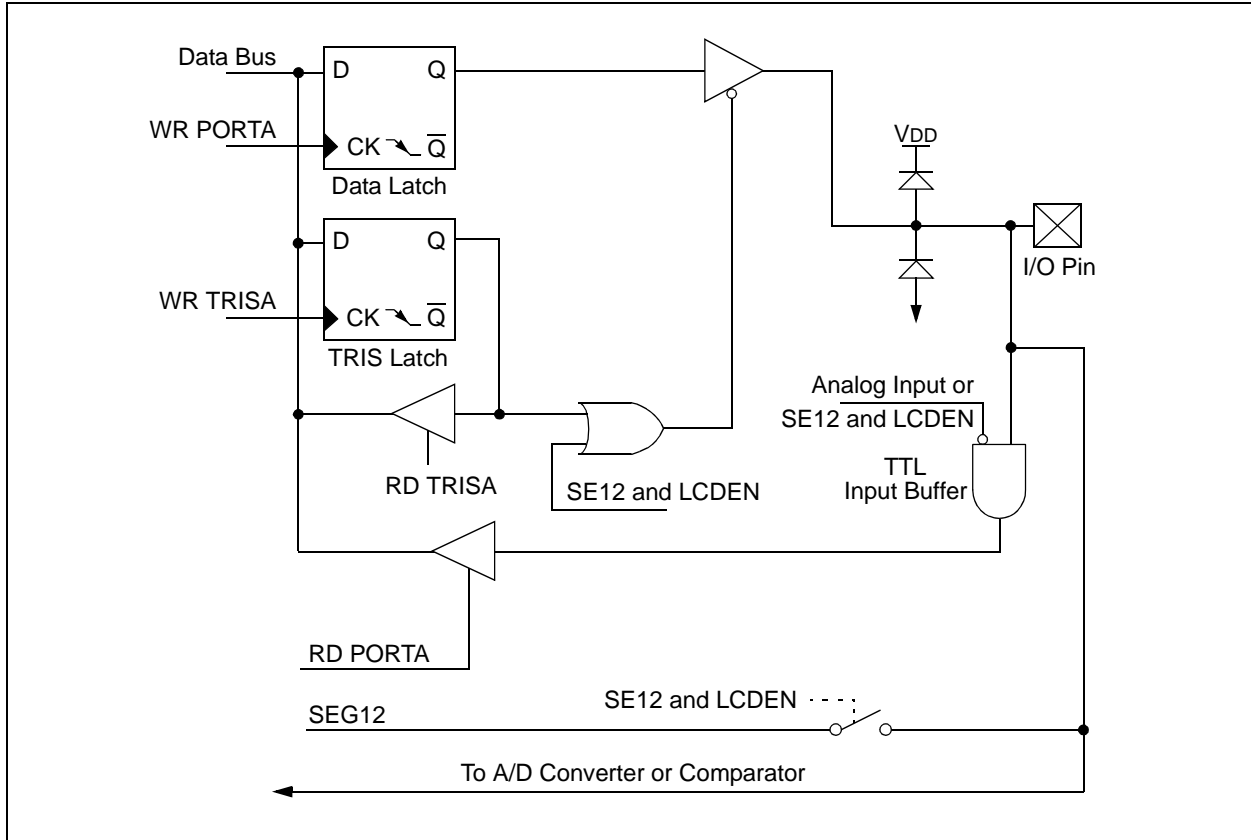 Data Bus
D Q
WR PORTA
CK Q̅
Data Latch
VDD
I/O Pin
D Q
WR TRISA
CK Q̅
TRIS Latch
Analog Input or
SE12 and LCDEN
TTL
Input Buffer
RD TRISA
SE12 and LCDEN
RD PORTA
SE12 and LCDEN
SEG12
To A/D Converter or Comparator